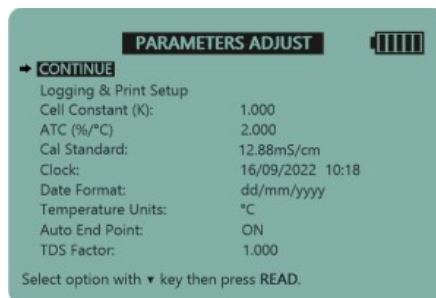 PARAMETERS ADJUST
➡ CONTINUE
Logging & Print Setup
Cell Constant (K): 1.000
ATC (%/°C) 2.000
Cal Standard: 12.88mS/cm
Clock: 16/09/2022 10:18
Date Format: dd/mm/yyyy
Temperature Units: °C
Auto End Point: ON
TDS Factor: 1.000
Select option with ▼ key then press READ.